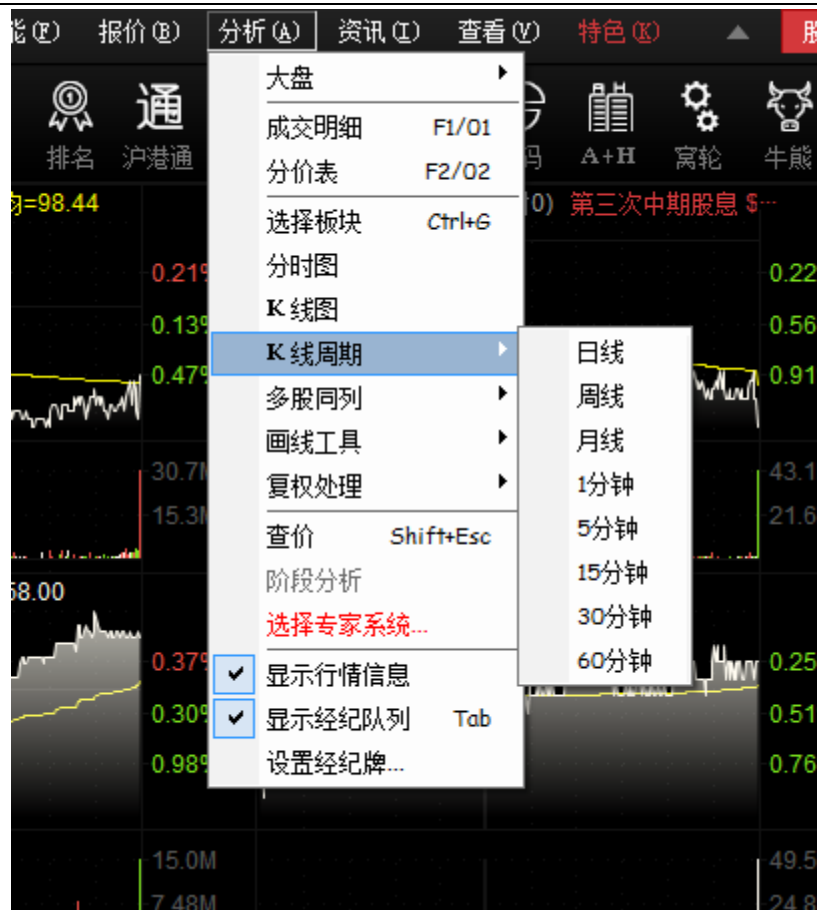 能(F) 报价(B) 分析(A) 资讯(I) 查看(V) 特色(K)
排名 通 沪港通 A+H 窝轮 牛熊
均=98.44
第三次中期股息 $…
大盘
成交明细 F1/01
分价表 F2/02
选择板块 Ctrl+G
分时图
K线图
K线周期
多股同列
画线工具
复权处理
查价 Shift+Esc
阶段分析
选择专家系统...
显示行情信息
显示经纪队列 Tab
设置经纪牌...
日线
周线
月线
1分钟
5分钟
15分钟
30分钟
60分钟
0.21%
0.13%
0.47%
30.7M
15.3M
58.00
0.37%
0.30%
0.98%
15.0M
7.48M
0.22
0.56
0.91
43.1
21.6
0.25
0.51
0.76
49.5
24.8